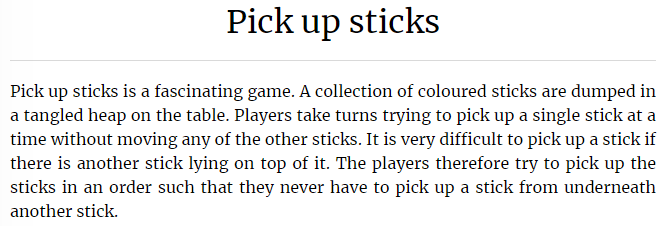 Pick up sticks
Pick up sticks is a fascinating game. A collection of coloured sticks are dumped in
a tangled heap on the table. Players take turns trying to pick up a single stick at a
time without moving any of the other sticks. It is very difficult to pick up a stick if
there is another stick lying on top of it. The players therefore try to pick up the
sticks in an order such that they never have to pick up a stick from underneath
another stick.